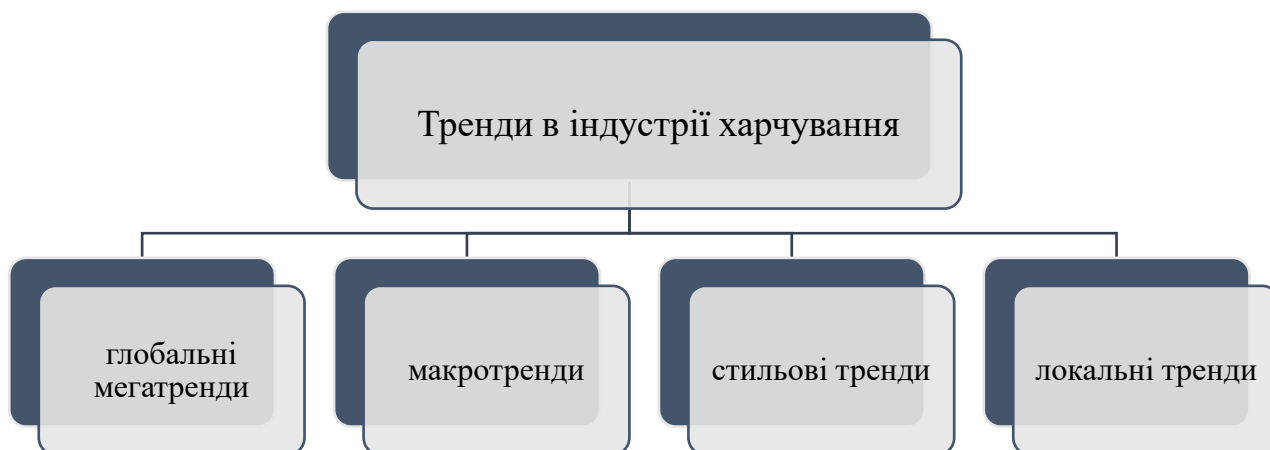 Тренди в індустрії харчування
глобальні
мегатренди
макротренди
стильові тренди
локальні тренди